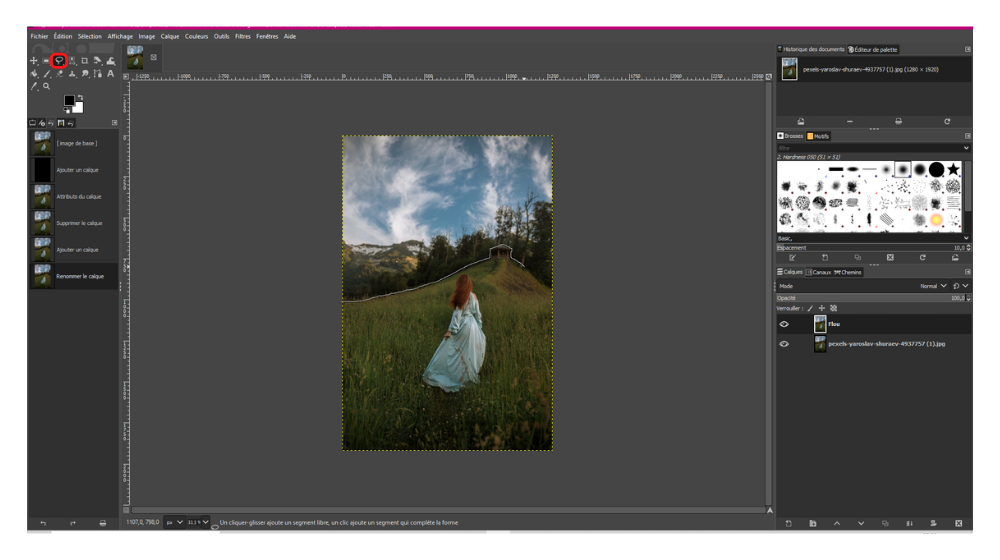 Fichier Édition Sélection Affichage Image Calque Couleurs Outils Filtres Fenêtres Aide
Historique des documents Éditeur de palette
pexels-yaroslav-shuraev-4937757 (1).jpg (1280 × 1920)
[Image de base]
Ajouter un calque
Attributs du calque
Supprimer le calque
Ajouter un calque
Renommer le calque
Brosses Motifs
filtre
2. Hardness 050 (51 × 51)
Basic,
Espacement 10,0
Calques Canaux Chemins
Mode Normal
Opacité 100,0
Verrouiller :
Flou
pexels-yaroslav-shuraev-4937757 (1).jpg
1107,0, 798,0 px 33,3 % Un cliquer-glisser ajoute un segment libre, un clic ajoute un segment qui complète la forme